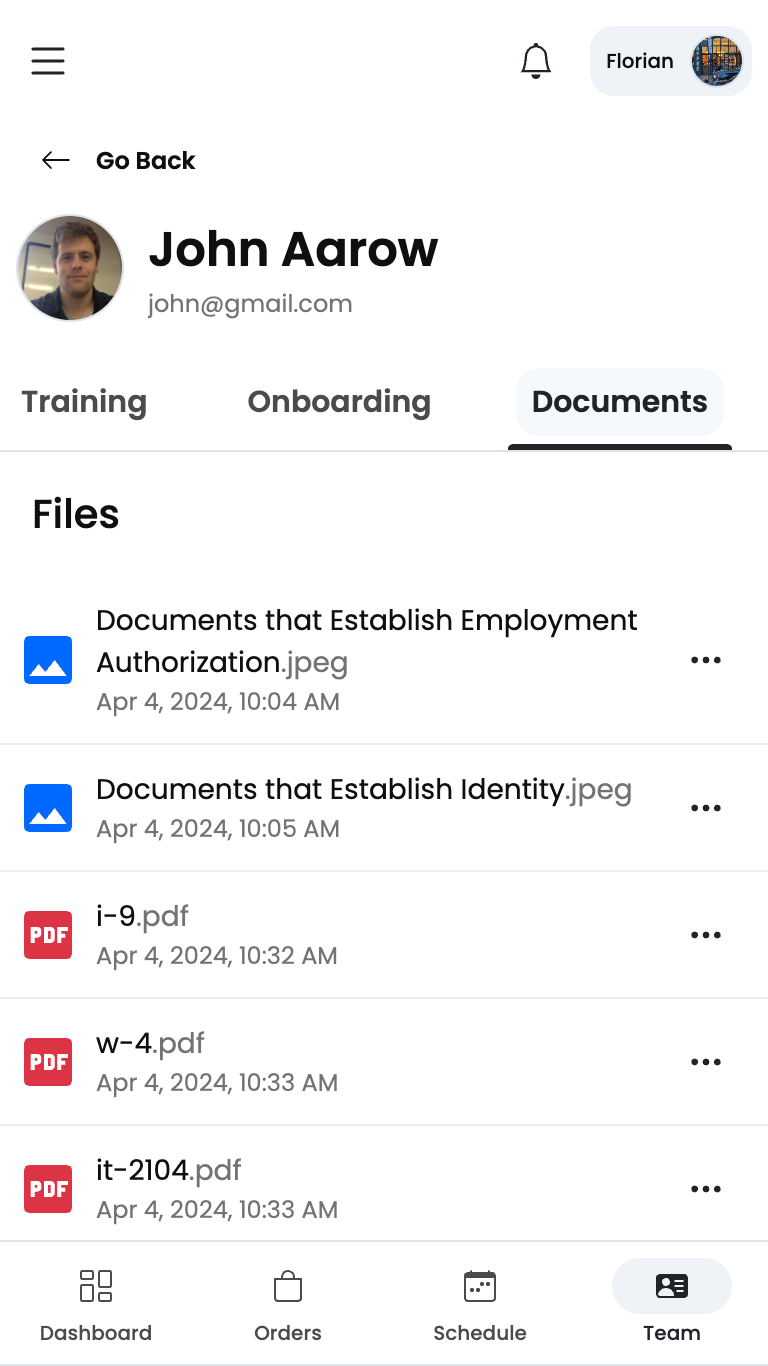 Florian
Go Back
John Aarow
john@gmail.com
Training
Onboarding
Documents
Files
Documents that Establish Employment
Authorization.jpeg
Apr 4, 2024, 10:04 AM
Documents that Establish Identity.jpeg
Apr 4, 2024, 10:05 AM
PDF
i-9.pdf
Apr 4, 2024, 10:32 AM
PDF
w-4.pdf
Apr 4, 2024, 10:33 AM
PDF
it-2104.pdf
Apr 4, 2024, 10:33 AM
Dashboard
Orders
Schedule
Team